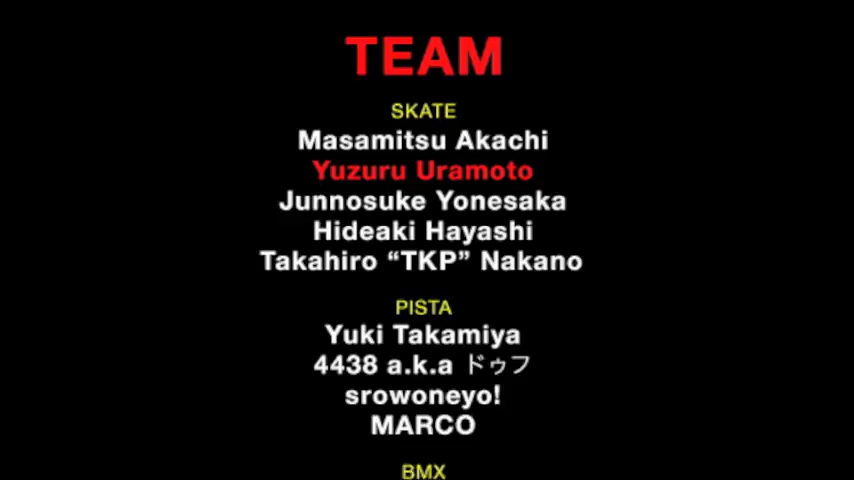 TEAM
SKATE
Masamitsu Akachi
Yuzuru Uramoto
Junnosuke Yonesaka
Hideaki Hayashi
Takahiro “TKP” Nakano
PISTA
Yuki Takamiya
4438 a.k.a ドゥフ
srowoneyo!
MARCO
BMX